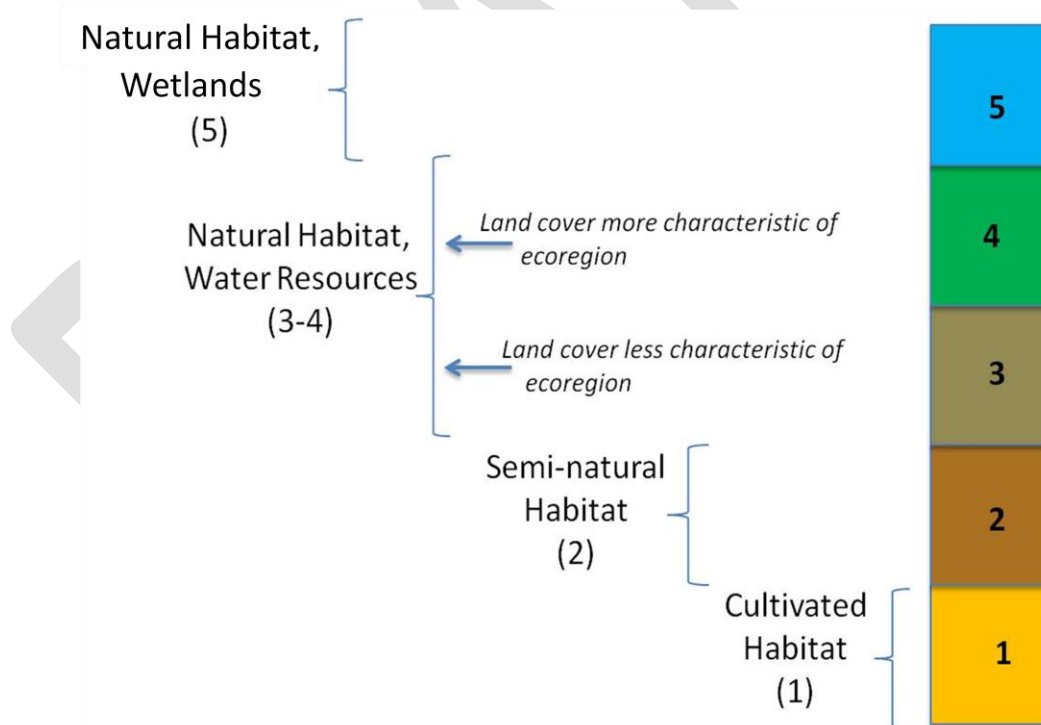 Natural Habitat,
Wetlands
(5)
5
Natural Habitat,
Water Resources
(3-4)
Land cover more characteristic of
ecoregion
4
Land cover less characteristic of
ecoregion
3
Semi-natural
Habitat
(2)
2
Cultivated
Habitat
(1)
1